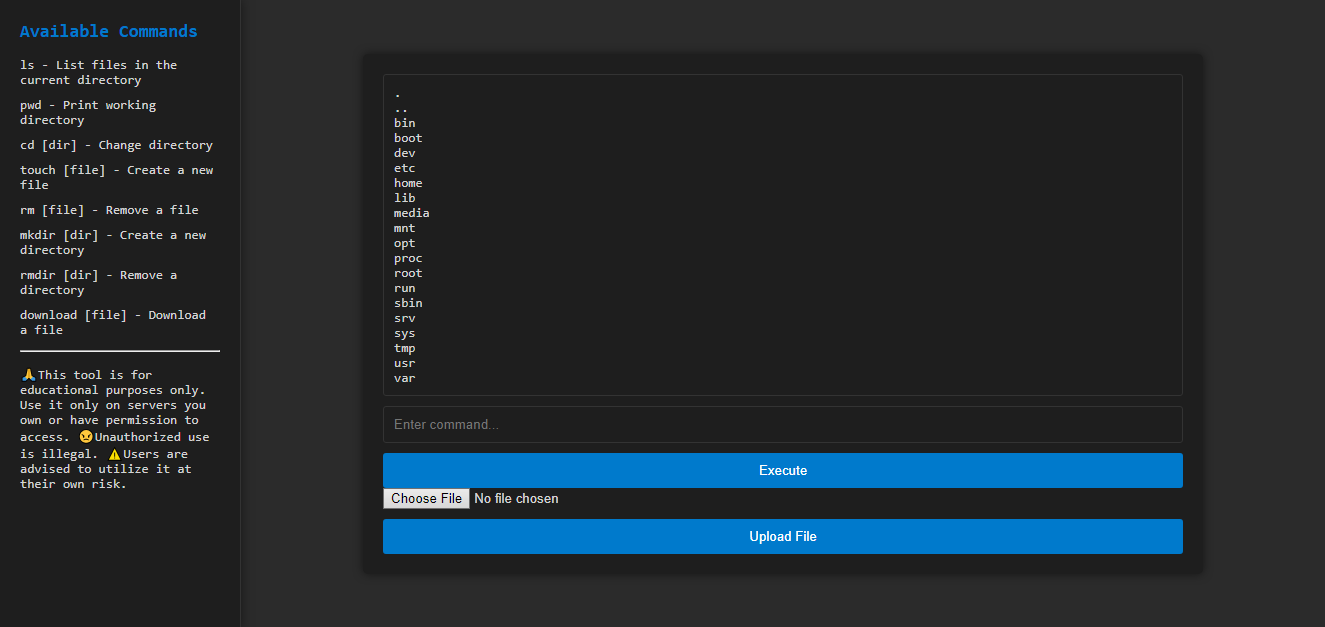 Available Commands
ls - List files in the
current directory
pwd - Print working
directory
cd [dir] - Change directory
touch [file] - Create a new
file
rm [file] - Remove a file
mkdir [dir] - Create a new
directory
rmdir [dir] - Remove a
directory
download [file] - Download
a file
🙏This tool is for
educational purposes only.
Use it only on servers you
own or have permission to
access. 😠Unauthorized use
is illegal. ⚠️Users are
advised to utilize it at
their own risk.
.
..
bin
boot
dev
etc
home
lib
media
mnt
opt
proc
root
run
sbin
srv
sys
tmp
usr
var
Enter command...
Execute
Choose File No file chosen
Upload File